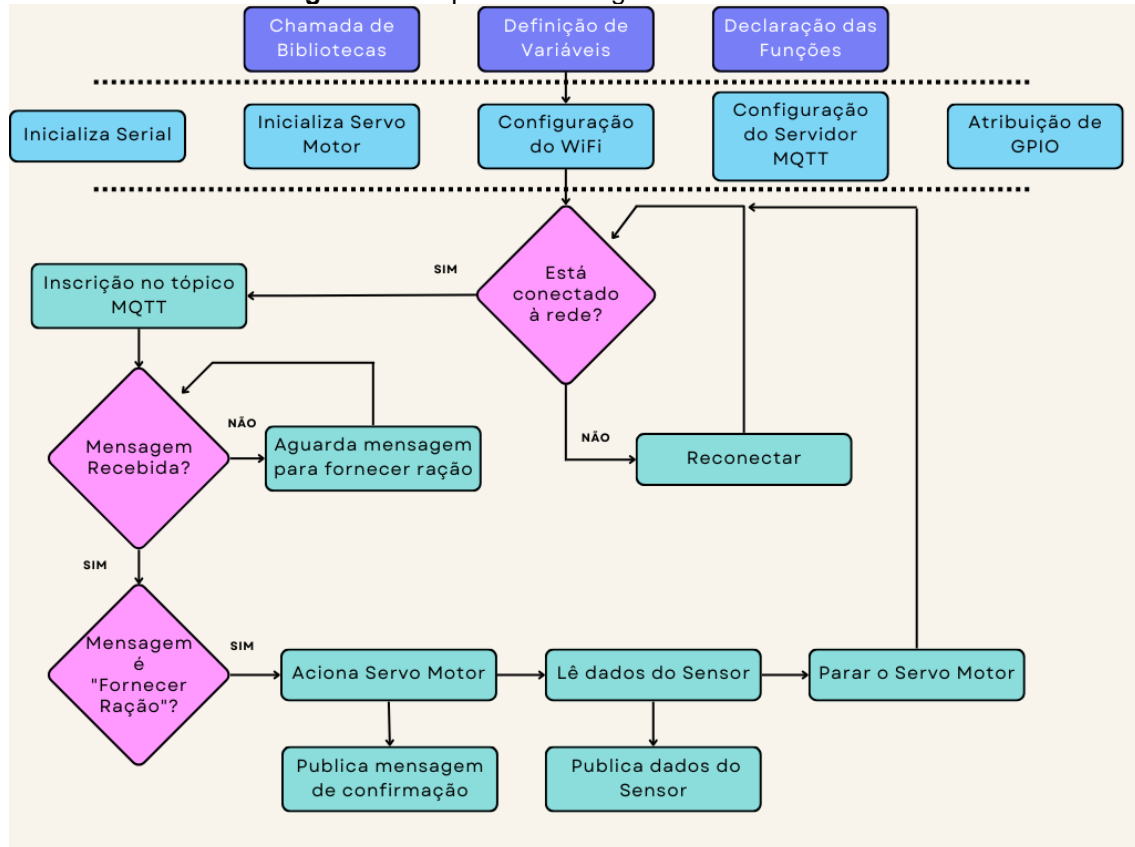 Chamada de
Bibliotecas
Definição de
Variáveis
Declaração das
Funções
Inicializa Serial
Inicializa Servo
Motor
Configuração
do WiFi
Configuração
do Servidor
MQTT
Atribuição de
GPIO
Está
conectado
à rede?
SIM
Inscrição no tópico
MQTT
NÃO
Reconectar
Mensagem
Recebida?
NÃO
Aguarda mensagem
para fornecer ração
SIM
Mensagem
é
"Fornecer
Ração"?
SIM
Aciona Servo Motor
Lê dados do Sensor
Parar o Servo Motor
Publica mensagem
de confirmação
Publica dados do
Sensor